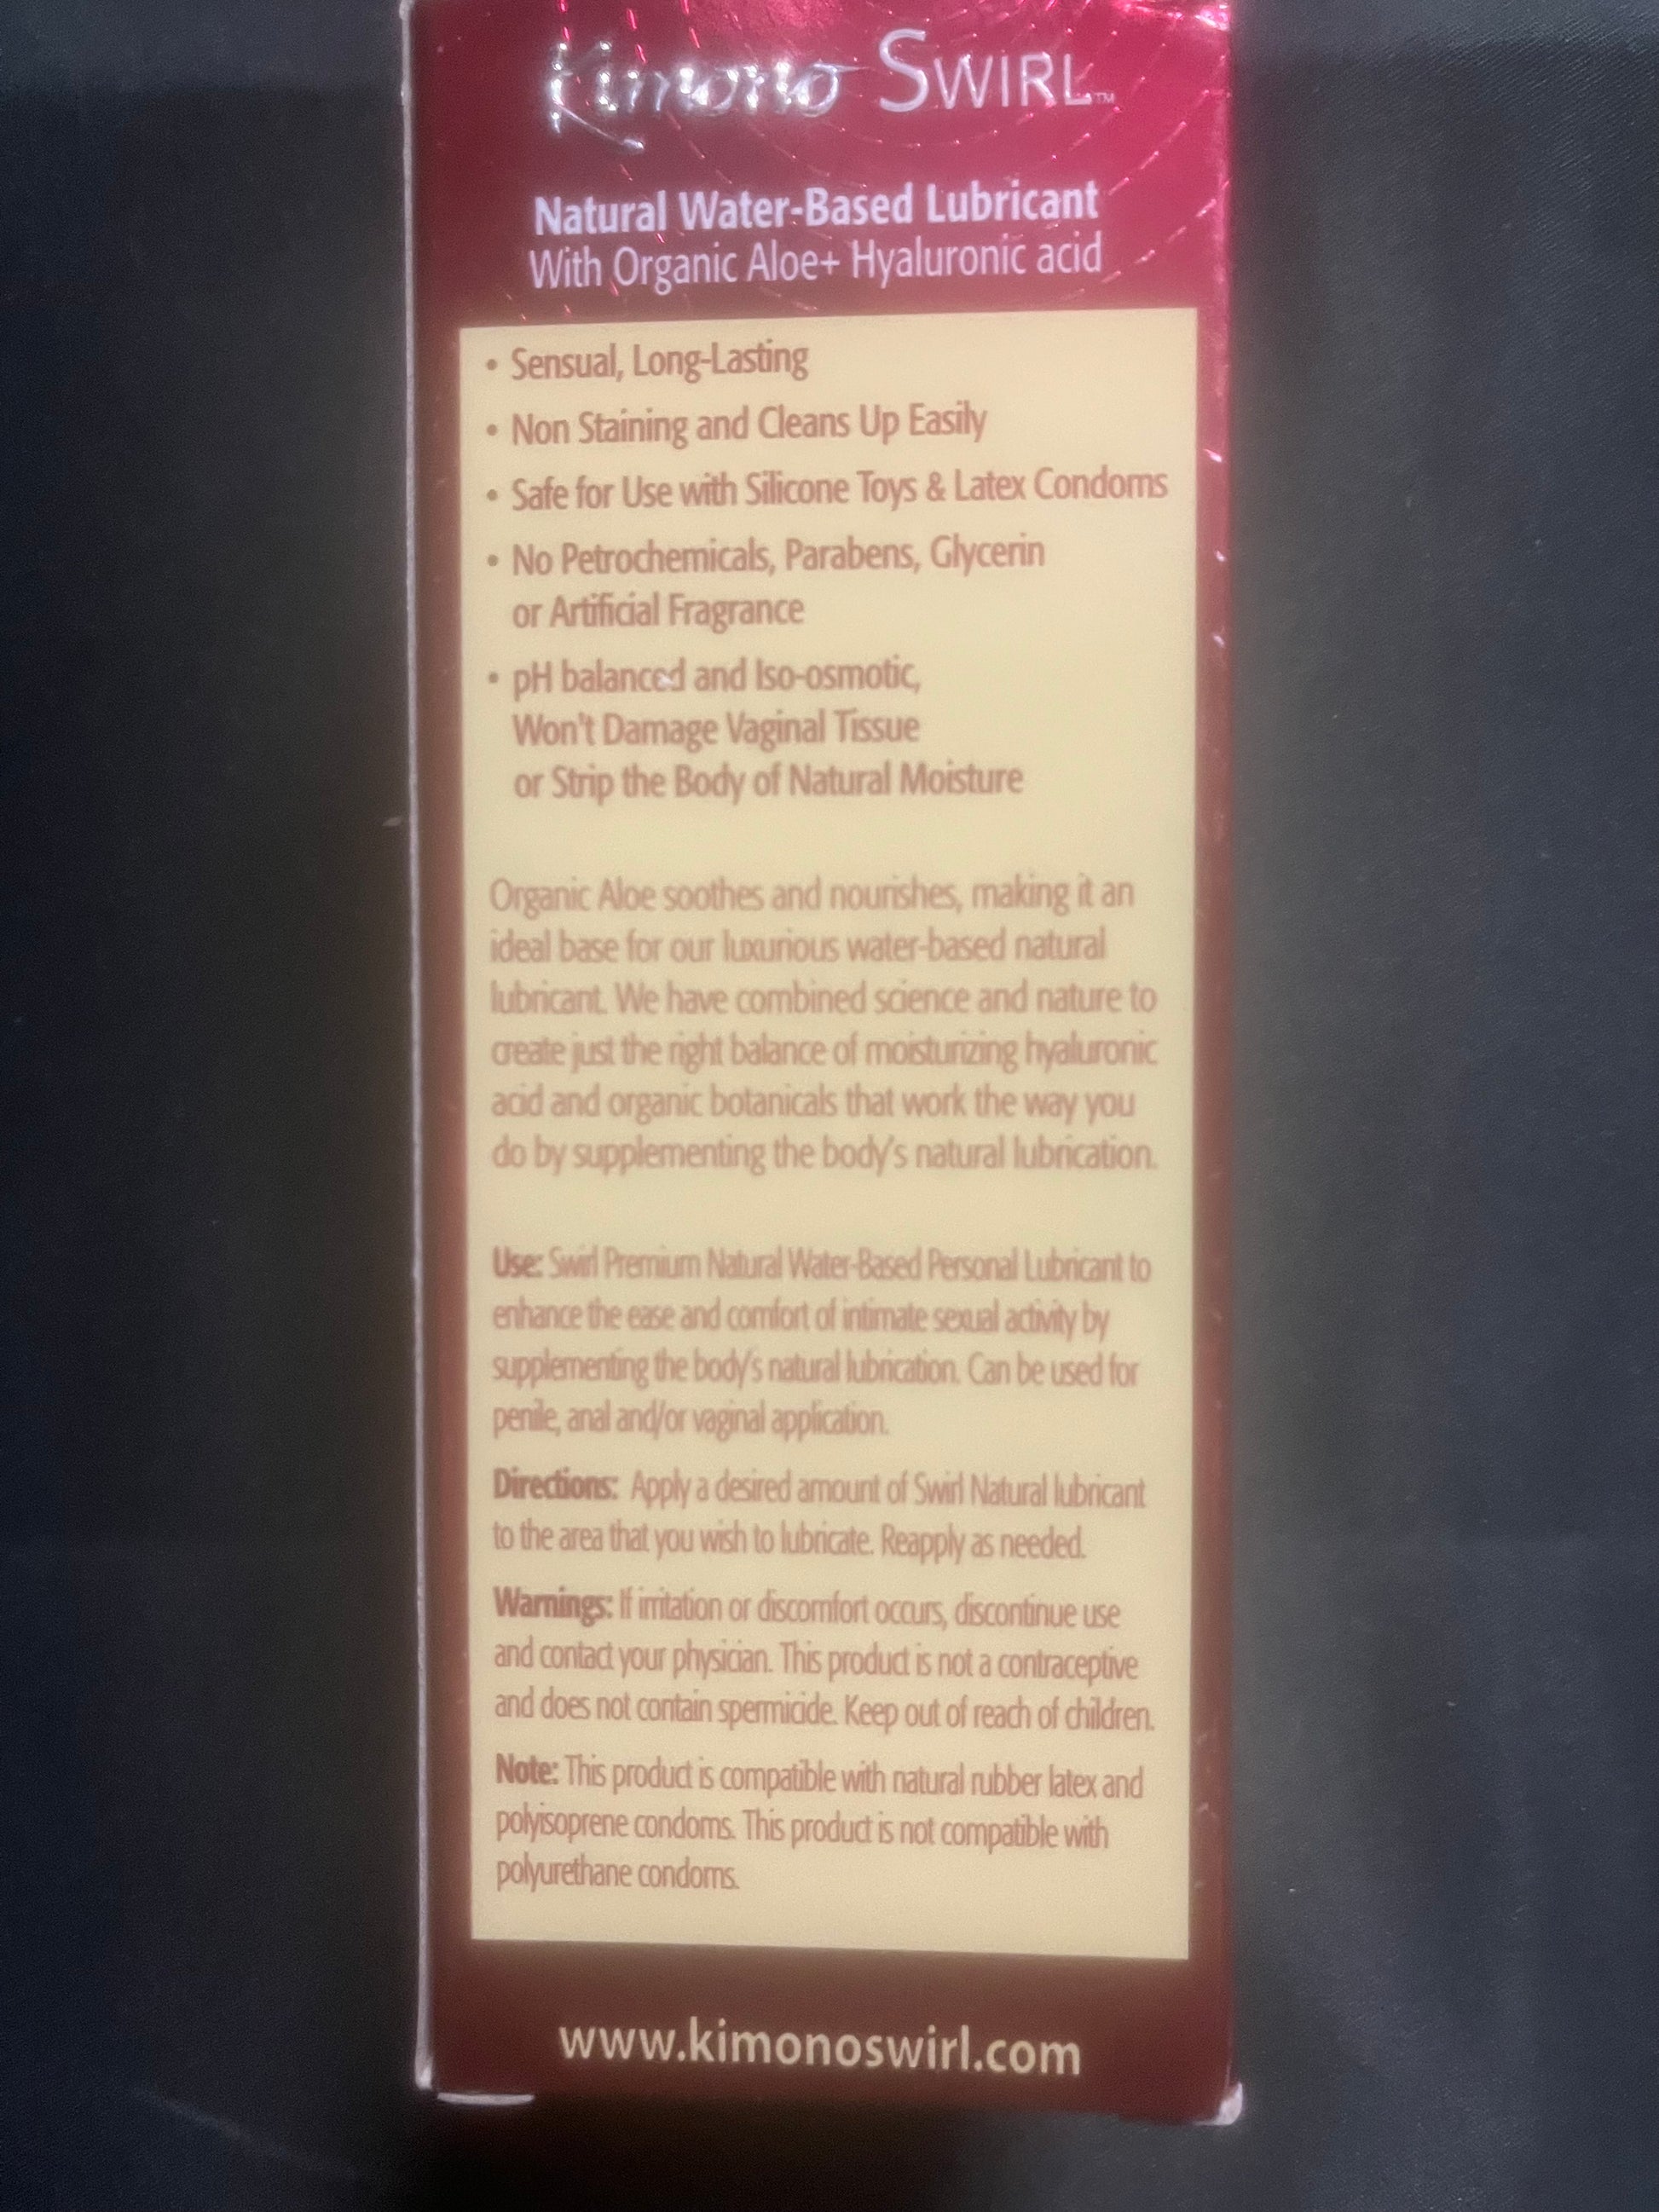 Kimono SWIRL™
Natural Water-Based Lubricant
With Organic Aloe+ Hyaluronic acid
• Sensual, Long-Lasting
• Non Staining and Cleans Up Easily
• Safe for Use with Silicone Toys & Latex Condoms
• No Petrochemicals, Parabens, Glycerin
or Artificial Fragrance
• pH balanced and Iso-osmotic,
Won't Damage Vaginal Tissue
or Strip the Body of Natural Moisture
Organic Aloe soothes and nourishes, making it an
ideal base for our luxurious water-based natural
lubricant. We have combined science and nature to
create just the right balance of moisturizing hyaluronic
acid and organic botanicals that work the way you
do by supplementing the body's natural lubrication.
Use: Swirl Premium Natural Water-Based Personal Lubricant to
enhance the ease and comfort of intimate sexual activity by
supplementing the body's natural lubrication. Can be used for
penile, anal and/or vaginal application.
Directions: Apply a desired amount of Swirl Natural lubricant
to the area that you wish to lubricate. Reapply as needed.
Warnings: If irritation or discomfort occurs, discontinue use
and contact your physician. This product is not a contraceptive
and does not contain spermicide. Keep out of reach of children.
Note: This product is compatible with natural rubber latex and
polyisoprene condoms. This product is not compatible with
polyurethane condoms.
www.kimonoswirl.com